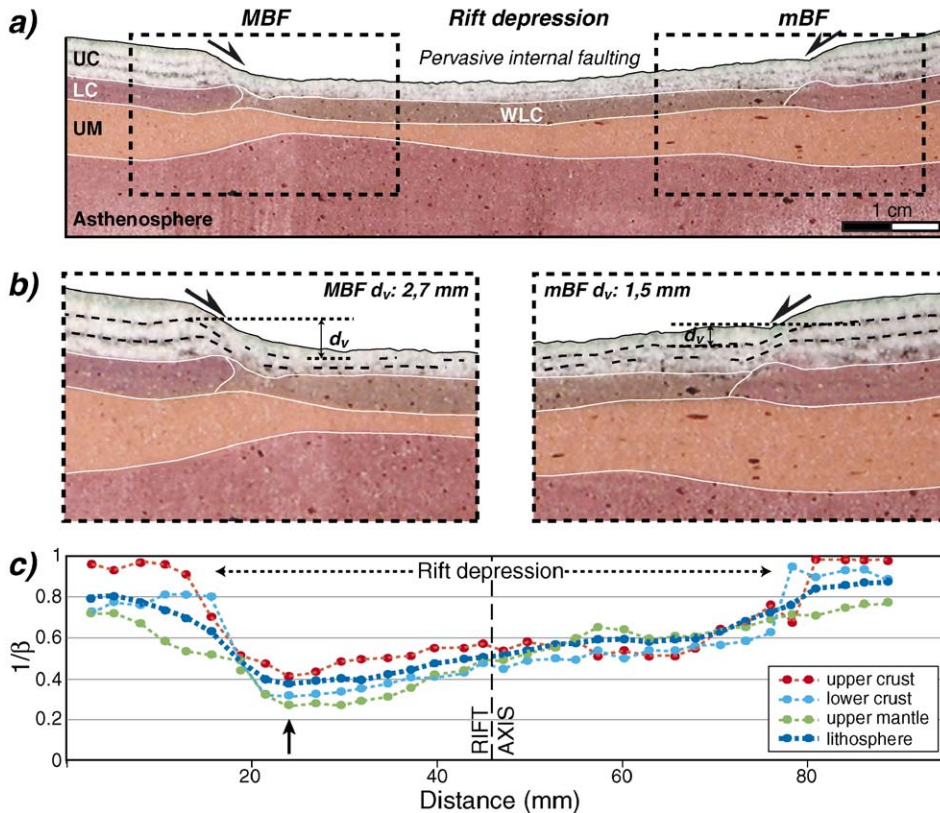 a)
MBF
Rift depression
mBF
UC
Pervasive internal faulting
LC
WLC
UM
Asthenosphere
1 cm
b)
MBF dv: 2,7 mm
mBF dv: 1,5 mm
dv
dv
c)
1
Rift depression
0.8
0.6
0.4
0.2
1/β
RIFT
AXIS
upper crust
lower crust
upper mantle
lithosphere
20
40
60
80
Distance (mm)